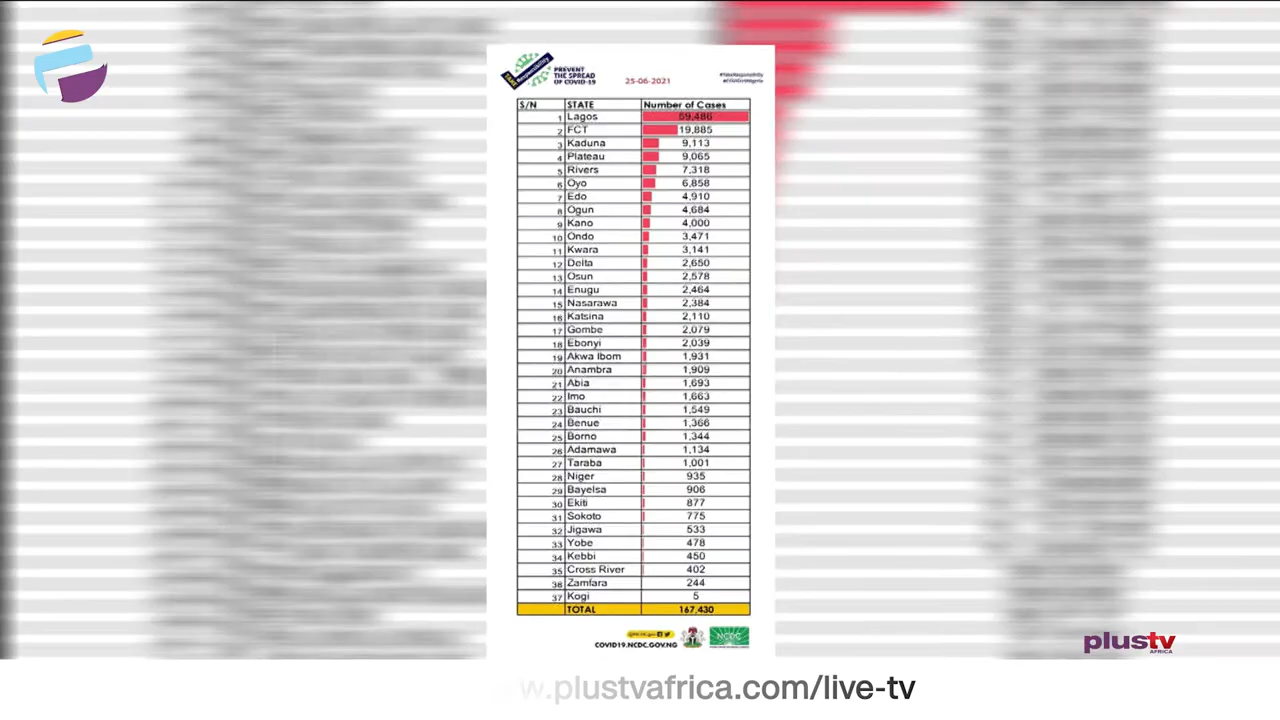 TAKE Responsibility
PREVENT
THE SPREAD
OF COVID-19
25-06-2021
#TakeResponsibility
S/N STATE Number of Cases
1 Lagos 59,486
2 FCT 19,885
3 Kaduna 9,113
4 Plateau 9,065
5 Rivers 7,318
6 Oyo 6,858
7 Edo 4,910
8 Ogun 4,684
9 Kano 4,000
10 Ondo 3,471
11 Kwara 3,141
12 Delta 2,650
13 Osun 2,578
14 Enugu 2,464
15 Nasarawa 2,384
16 Katsina 2,110
17 Gombe 2,079
18 Ebonyi 2,039
19 Akwa Ibom 1,931
20 Anambra 1,909
21 Abia 1,693
22 Imo 1,663
23 Bauchi 1,549
24 Benue 1,366
25 Borno 1,344
26 Adamawa 1,134
27 Taraba 1,001
28 Niger 935
29 Bayelsa 906
30 Ekiti 877
31 Sokoto 775
32 Jigawa 533
33 Yobe 478
34 Kebbi 450
35 Cross River 402
36 Zamfara 244
37 Kogi 5
TOTAL 167,430
NCDC
COVID19.NCDC.GOV.NG
plustv
AFRICA
w.plustvafrica.com/live-tv